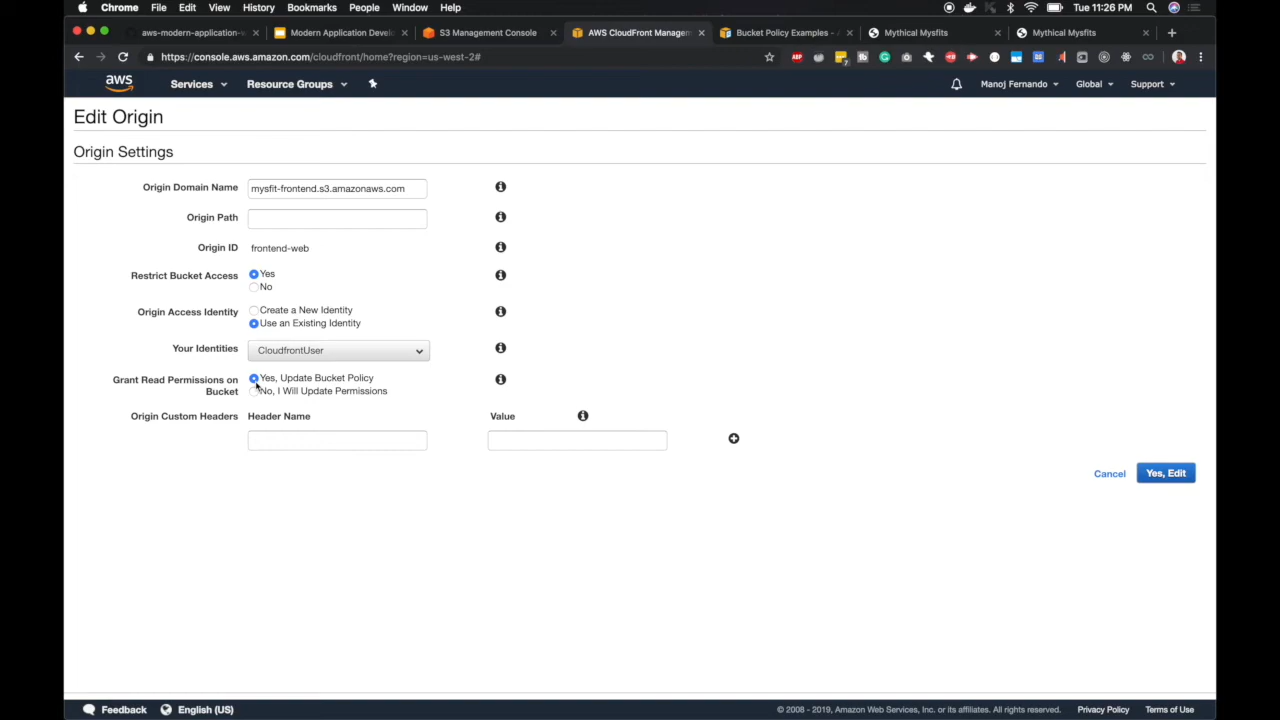 Chrome File Edit View History Bookmarks People Window Help Tue 11:26 PM
aws-modern-application-w Modern Application Develo S3 Management Console AWS CloudFront Managem Bucket Policy Examples - A Mythical Mysfits Mythical Mysfits
https://console.aws.amazon.com/cloudfront/home?region=us-west-2#
aws Services Resource Groups Manoj Fernando Global Support
Edit Origin
Origin Settings
Origin Domain Name mysfit-frontend.s3.amazonaws.com
Origin Path
Origin ID frontend-web
Restrict Bucket Access Yes
No
Origin Access Identity Create a New Identity
Use an Existing Identity
Your Identities CloudfrontUser
Grant Read Permissions on Bucket Yes, Update Bucket Policy
No, I Will Update Permissions
Origin Custom Headers Header Name Value
Cancel Yes, Edit
Feedback English (US) © 2008 - 2019, Amazon Web Services, Inc. or its affiliates. All rights reserved. Privacy Policy Terms of Use